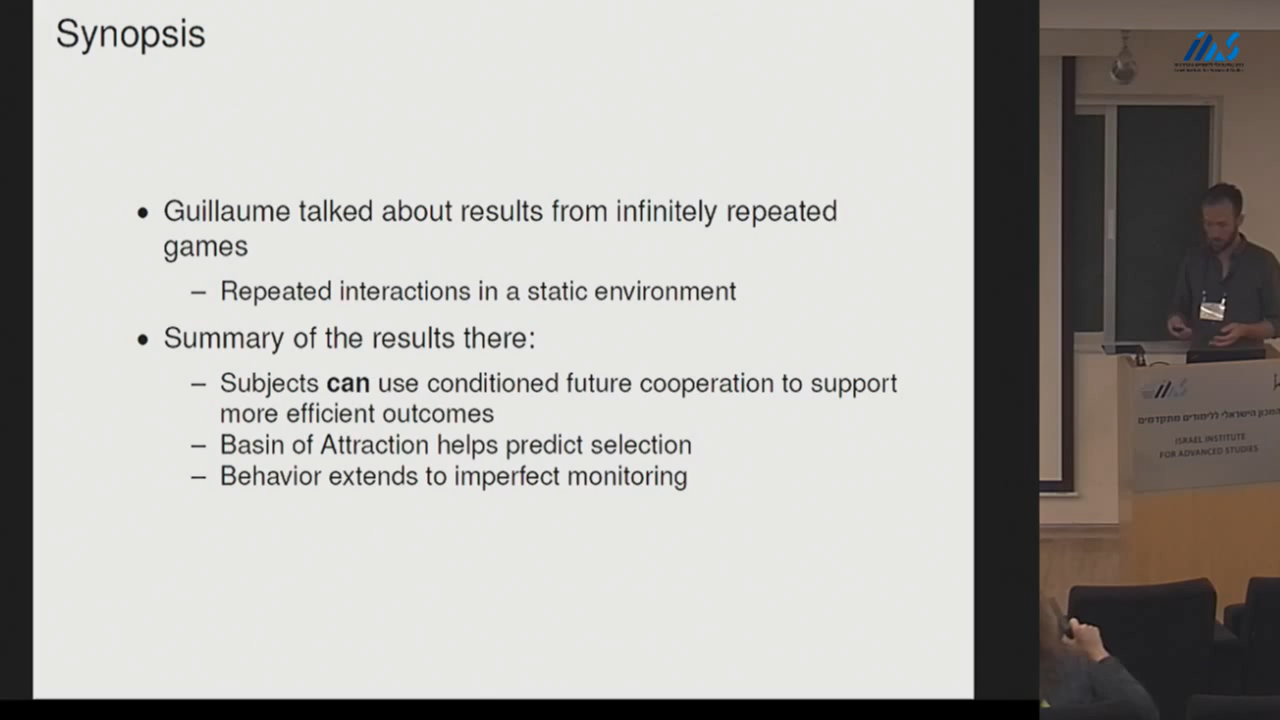 Synopsis
• Guillaume talked about results from infinitely repeated
games
– Repeated interactions in a static environment
• Summary of the results there:
– Subjects can use conditioned future cooperation to support
more efficient outcomes
– Basin of Attraction helps predict selection
– Behavior extends to imperfect monitoring
המכון הישראלי ללימודים מתקדמים
ISRAEL INSTITUTE
FOR ADVANCED STUDIES